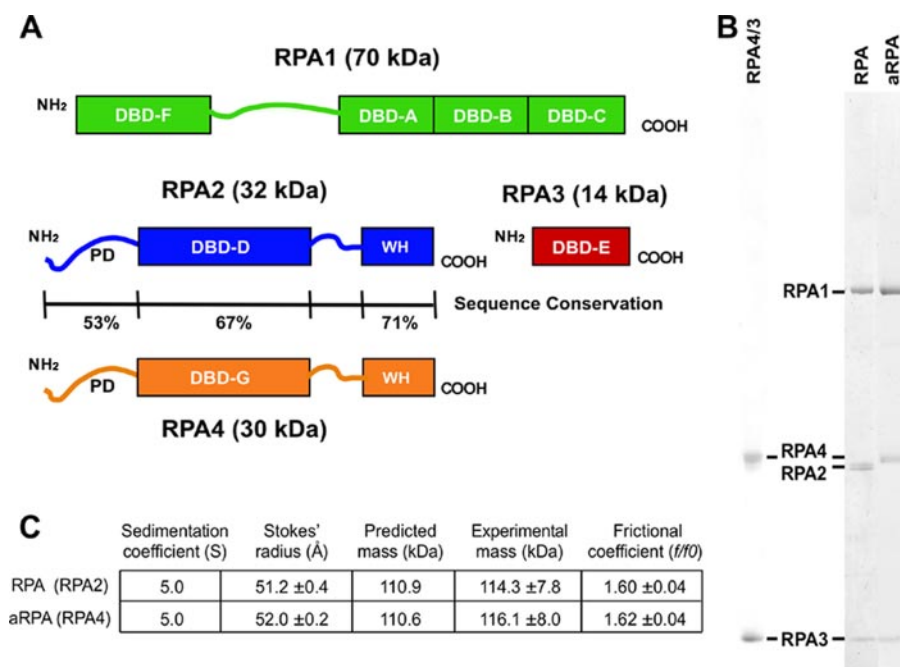 A
RPA1 (70 kDa)
NH2
DBD-F
DBD-A
DBD-B
DBD-C
COOH
RPA2 (32 kDa)
NH2
PD
DBD-D
WH
COOH
RPA3 (14 kDa)
NH2
DBD-E
COOH
Sequence Conservation
53%
67%
71%
NH2
PD
DBD-G
WH
COOH
RPA4 (30 kDa)
B
RPA4/3
RPA
aRPA
RPA1
RPA4
RPA2
RPA3
C
Sedimentation coefficient (S)
Stokes' radius (Å)
Predicted mass (kDa)
Experimental mass (kDa)
Frictional coefficient (f/f0)
RPA (RPA2) 5.0 51.2 ±0.4 110.9 114.3 ±7.8 1.60 ±0.04
aRPA (RPA4) 5.0 52.0 ±0.2 110.6 116.1 ±8.0 1.62 ±0.04